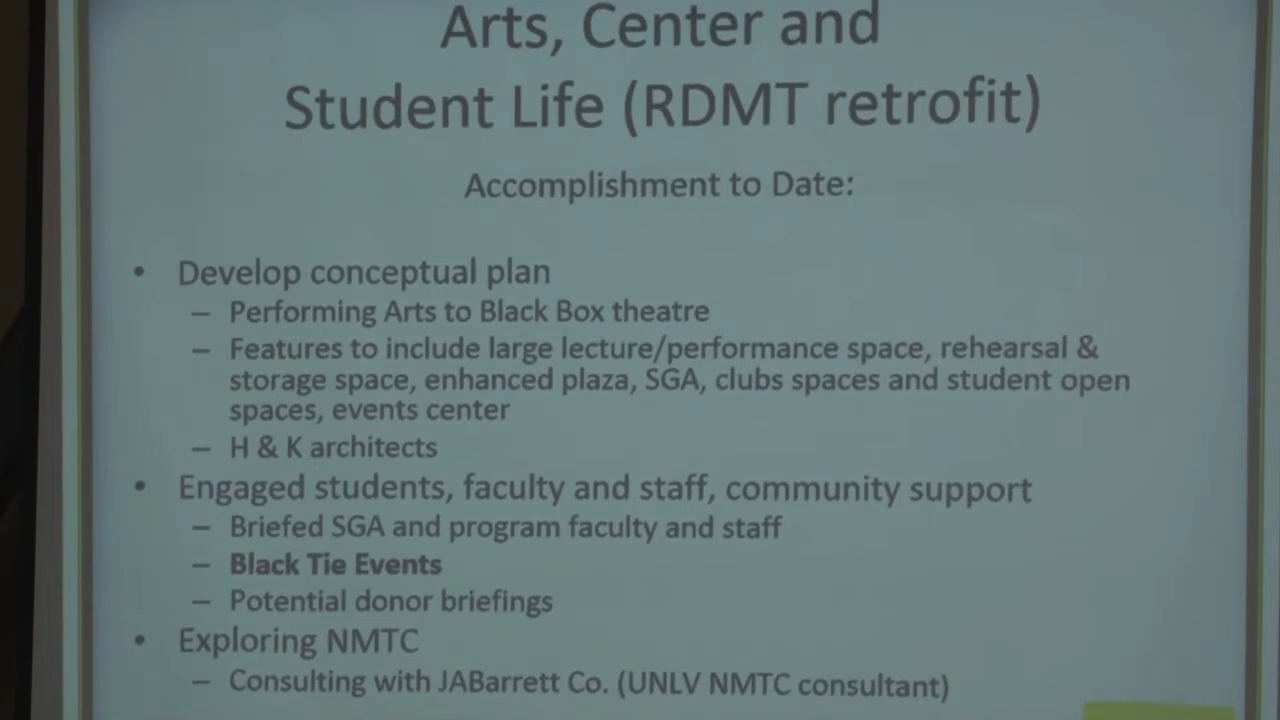 Arts, Center and
Student Life (RDMT retrofit)
Accomplishment to Date:
• Develop conceptual plan
– Performing Arts to Black Box theatre
– Features to include large lecture/performance space, rehearsal &
storage space, enhanced plaza, SGA, clubs spaces and student open
spaces, events center
– H & K architects
• Engaged students, faculty and staff, community support
– Briefed SGA and program faculty and staff
– Black Tie Events
– Potential donor briefings
• Exploring NMTC
– Consulting with JABarrett Co. (UNLV NMTC consultant)